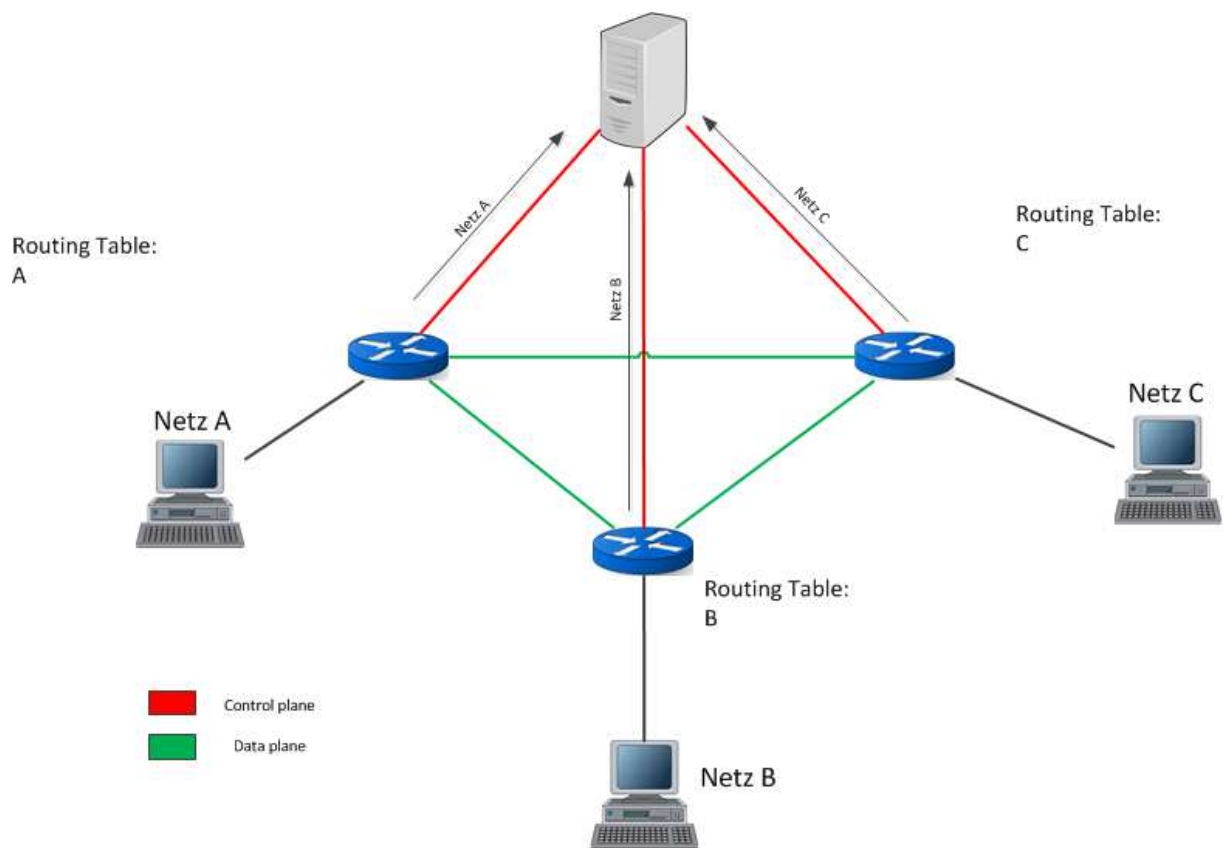 Netz A
Netz B
Netz C
Routing Table:
A
Routing Table:
C
Netz A
Netz C
Routing Table:
B
Control plane
Data plane
Netz B